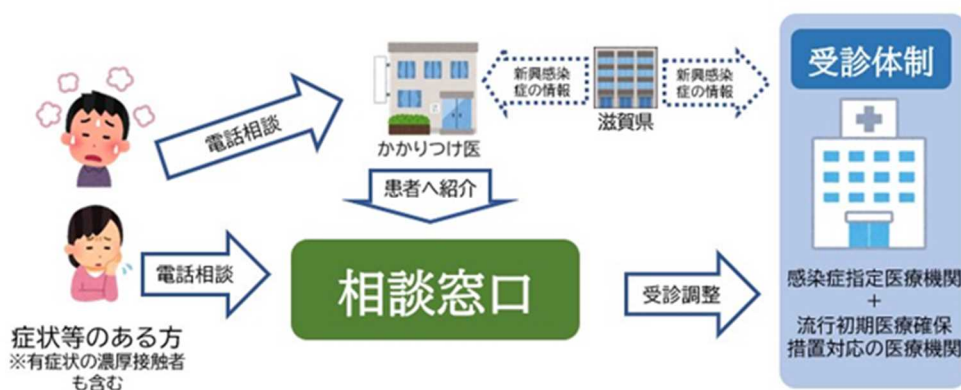 電話相談
かかりつけ医
新興感染
症の情報
滋賀県
新興感染
症の情報
患者へ紹介
電話相談
相談窓口
受診調整
症状等のある方
※有症状の濃厚接触者
も含む
受診体制
感染症指定医療機関
+
流行初期医療確保
措置対応の医療機関